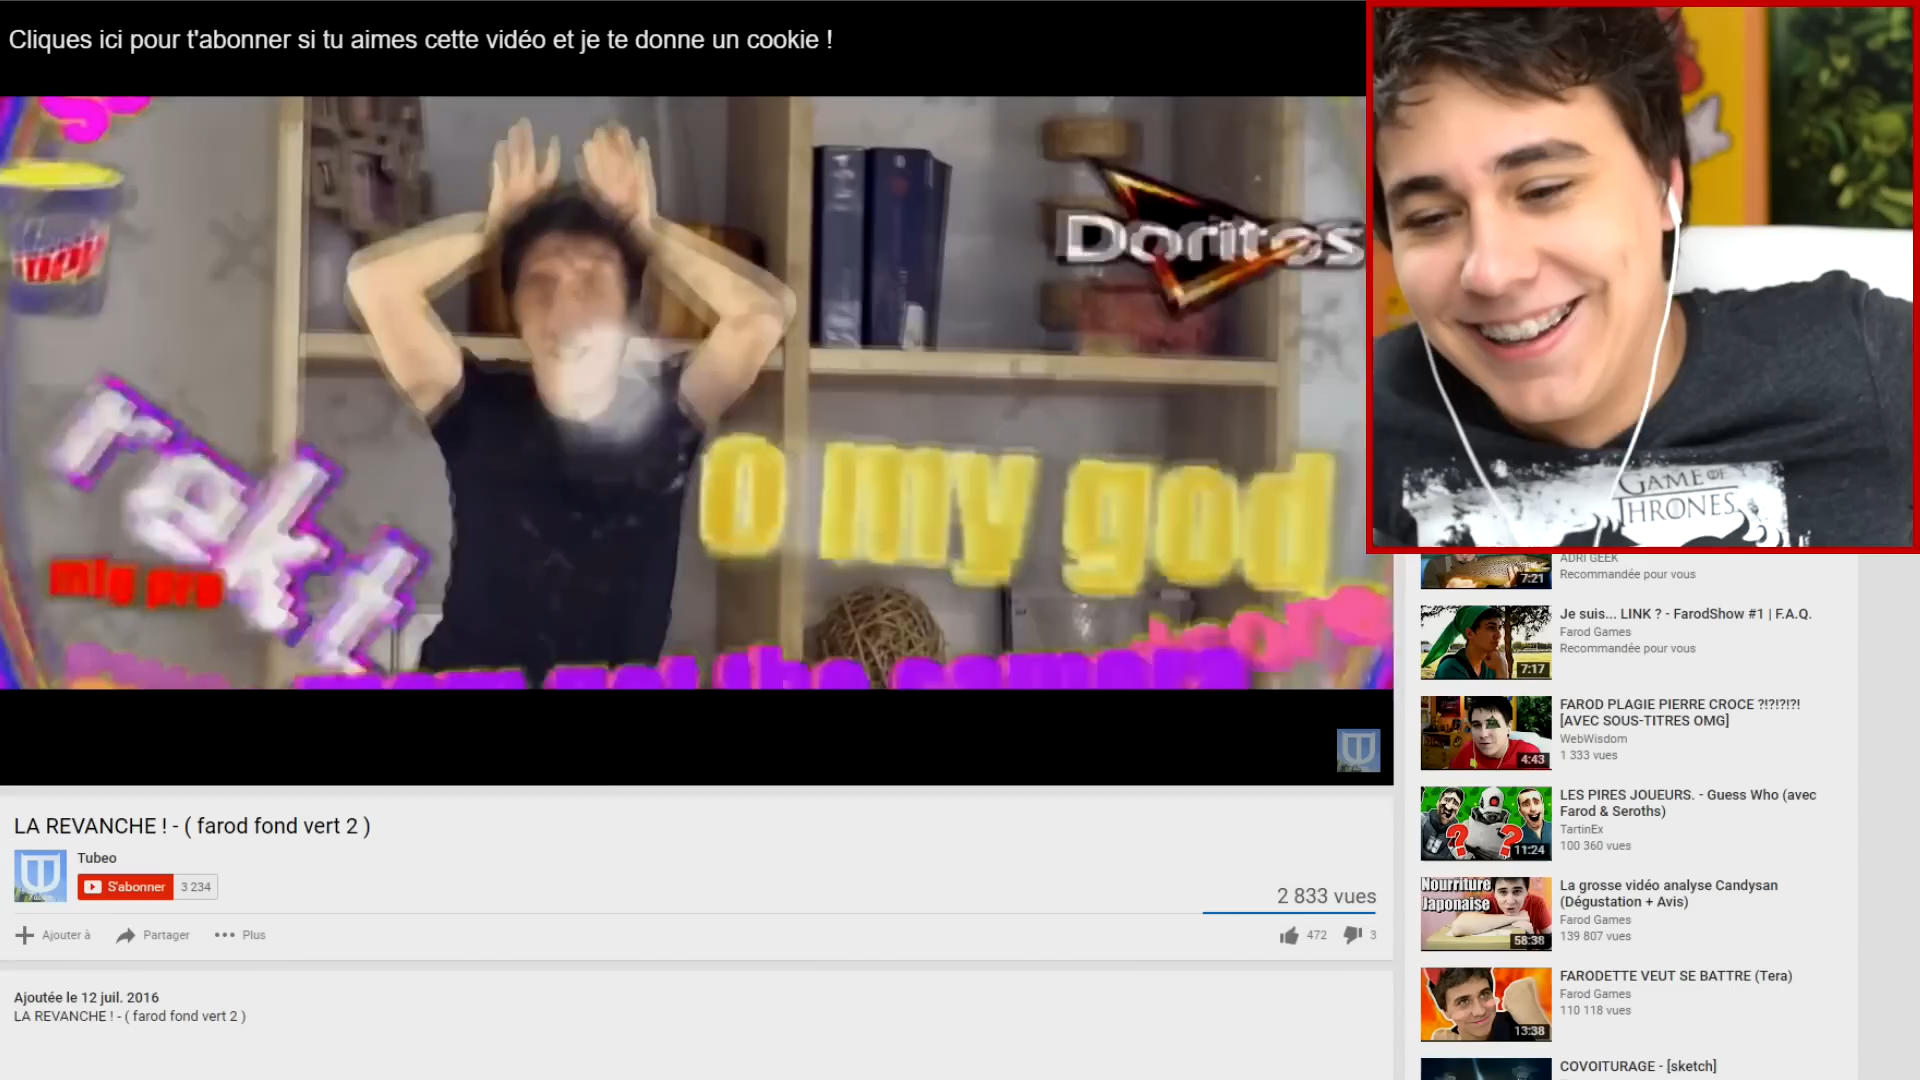 Cliques ici pour t'abonner si tu aimes cette vidéo et je te donne un cookie !
Doritos
rekt
o my god
mlg pro
GAME OF
THRONES
LA REVANCHE ! - ( farod fond vert 2 )
Tubeo
S'abonner
3 234
2 833 vues
Ajouter à
Partager
Plus
472
3
Ajoutée le 12 juil. 2016
LA REVANCHE ! - ( farod fond vert 2 )
ADRI GEEK
Recommandée pour vous
7:21
Je suis... LINK ? - FarodShow #1 | F.A.Q.
Farod Games
Recommandée pour vous
7:17
FAROD PLAGIE PIERRE CROCE ?!?!?!?!
[AVEC SOUS-TITRES OMG]
WebWisdom
1 333 vues
4:43
LES PIRES JOUEURS. - Guess Who (avec
Farod & Seroths)
TartinEx
100 360 vues
11:24
Nourriture
Japonaise
La grosse vidéo analyse Candysan
(Dégustation + Avis)
Farod Games
139 807 vues
58:38
FARODETTE VEUT SE BATTRE (Tera)
Farod Games
110 118 vues
13:38
COVOITURAGE - [sketch]